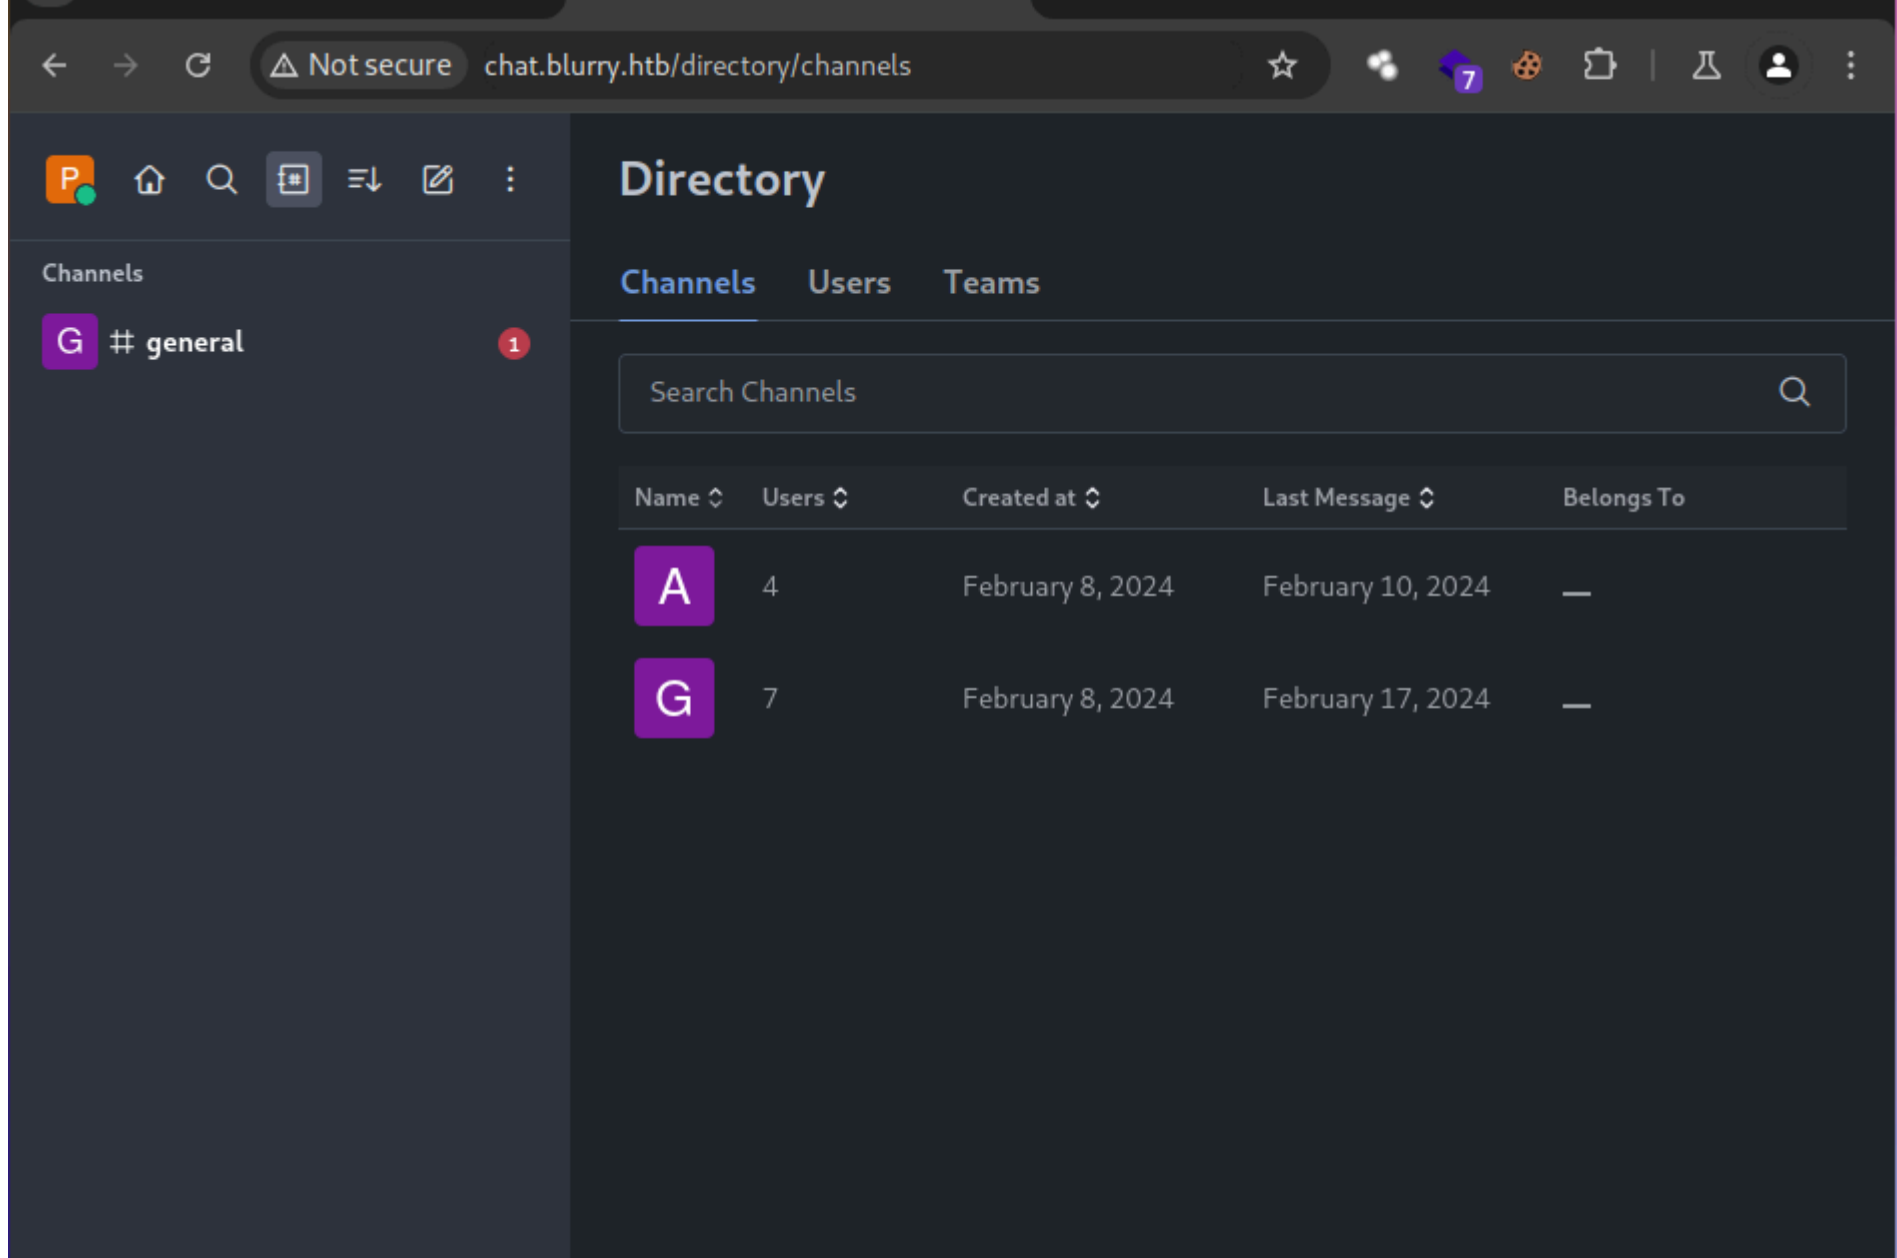 Not secure chat.blurry.htb/directory/channels
7
P
Directory
Channels Users Teams
Channels
G # general 1
Search Channels
Name Users Created at Last Message Belongs To
A 4 February 8, 2024 February 10, 2024 —
G 7 February 8, 2024 February 17, 2024 —